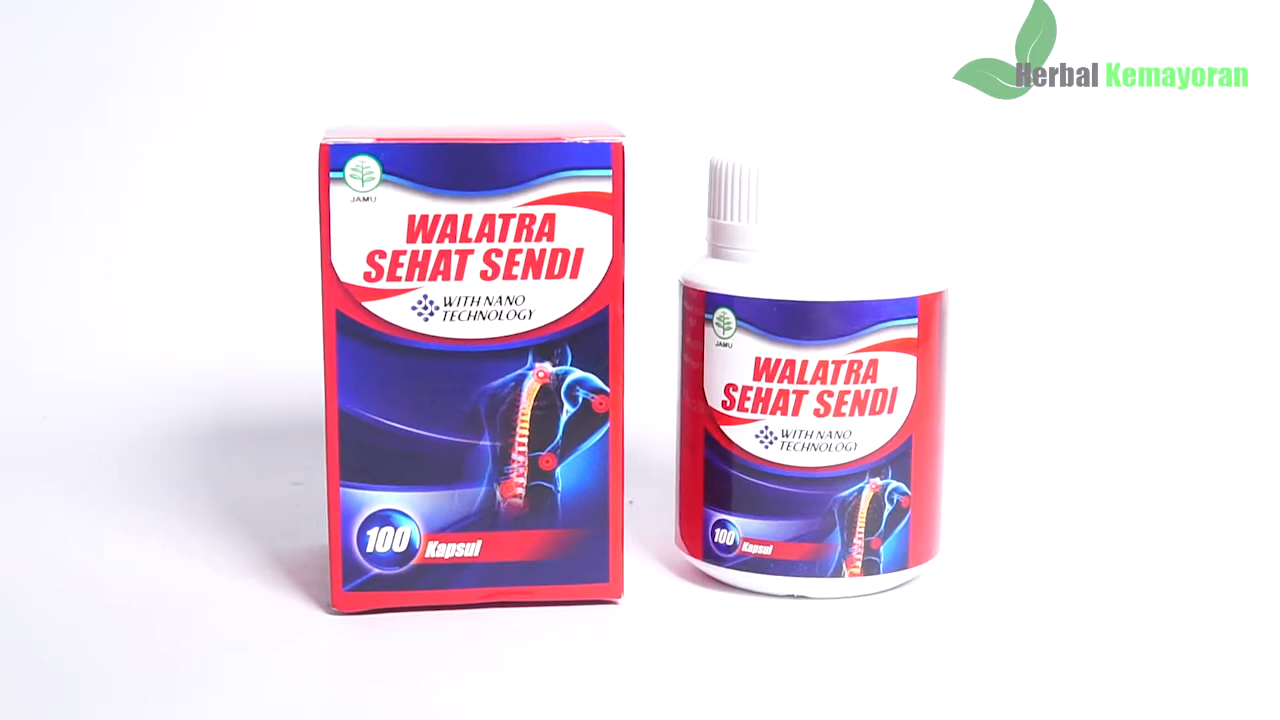 Herbal Kemayoran
JAMU
WALATRA
SEHAT SENDI
WITH NANO
TECHNOLOGY
100 Kapsul
JAMU
WALATRA
SEHAT SENDI
WITH NANO
TECHNOLOGY
100 Kapsul